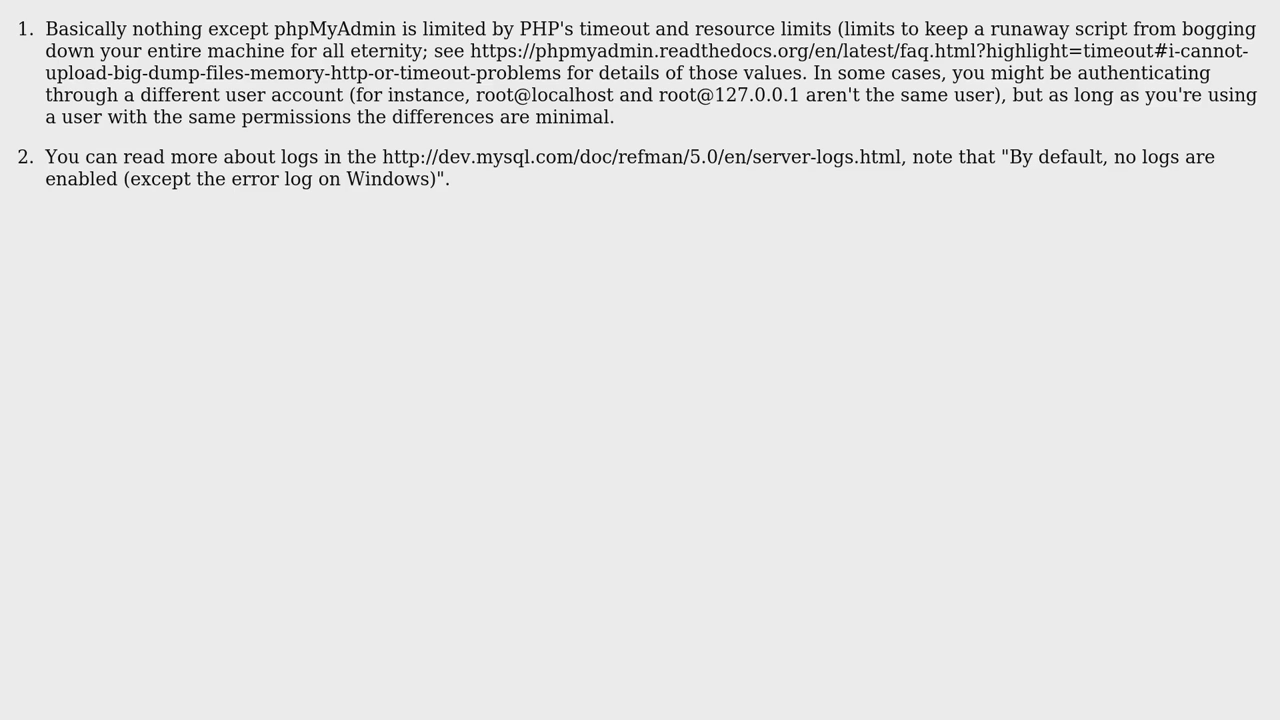 1. Basically nothing except phpMyAdmin is limited by PHP's timeout and resource limits (limits to keep a runaway script from bogging
down your entire machine for all eternity; see https://phpmyadmin.readthedocs.org/en/latest/faq.html?highlight=timeout#i-cannot-
upload-big-dump-files-memory-http-or-timeout-problems for details of those values. In some cases, you might be authenticating
through a different user account (for instance, root@localhost and root@127.0.0.1 aren't the same user), but as long as you're using
a user with the same permissions the differences are minimal.
2. You can read more about logs in the http://dev.mysql.com/doc/refman/5.0/en/server-logs.html, note that "By default, no logs are
enabled (except the error log on Windows)".